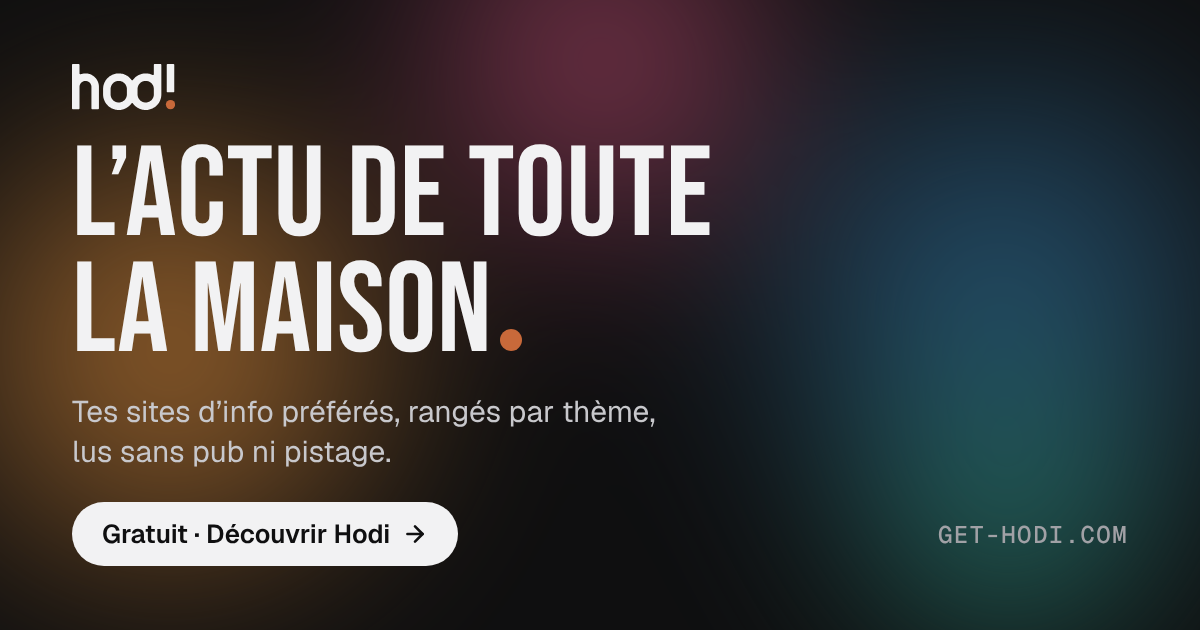 hodi
L’ACTU DE TOUTE
LA MAISON.
Tes sites d’info préférés, rangés par thème,
lus sans pub ni pistage.
Gratuit · Découvrir Hodi →
GET-HODI.COM